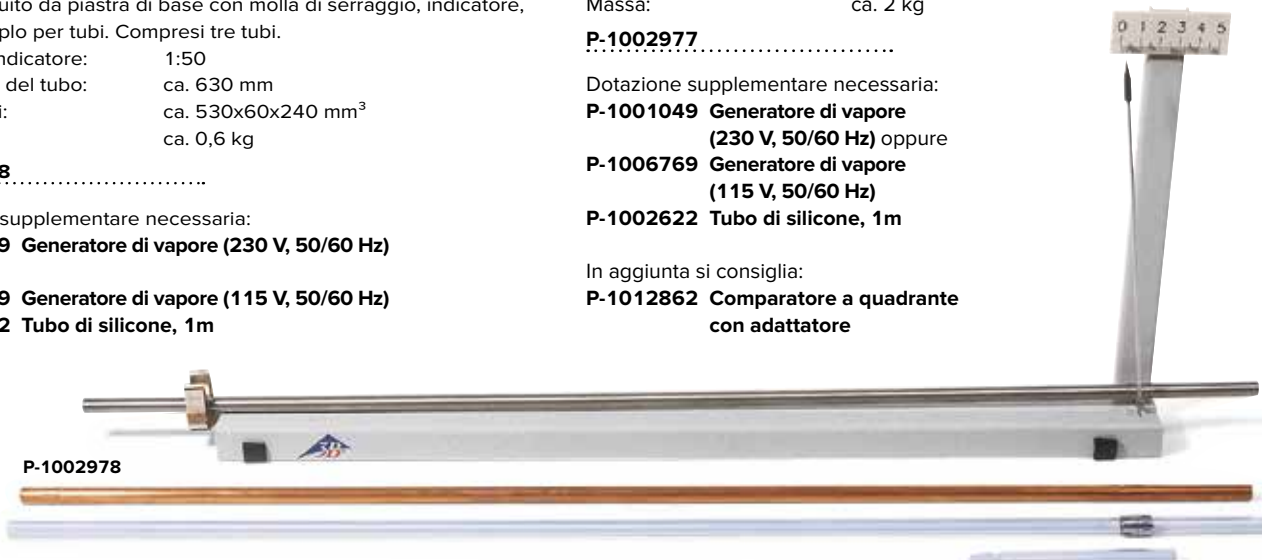 uito da piastra di base con molla di serraggio, indicatore,
plo per tubi. Compresi tre tubi.
ndicatore: 1:50
del tubo: ca. 630 mm
i: ca. 530x60x240 mm³
ca. 0,6 kg
8
supplementare necessaria:
9 Generatore di vapore (230 V, 50/60 Hz)
9 Generatore di vapore (115 V, 50/60 Hz)
2 Tubo di silicone, 1m
Massa: ca. 2 kg
P-1002977
Dotazione supplementare necessaria:
P-1001049 Generatore di vapore
(230 V, 50/60 Hz) oppure
P-1006769 Generatore di vapore
(115 V, 50/60 Hz)
P-1002622 Tubo di silicone, 1m
In aggiunta si consiglia:
P-1012862 Comparatore a quadrante
con adattatore
0 1 2 3 4 5
3B
P-1002978